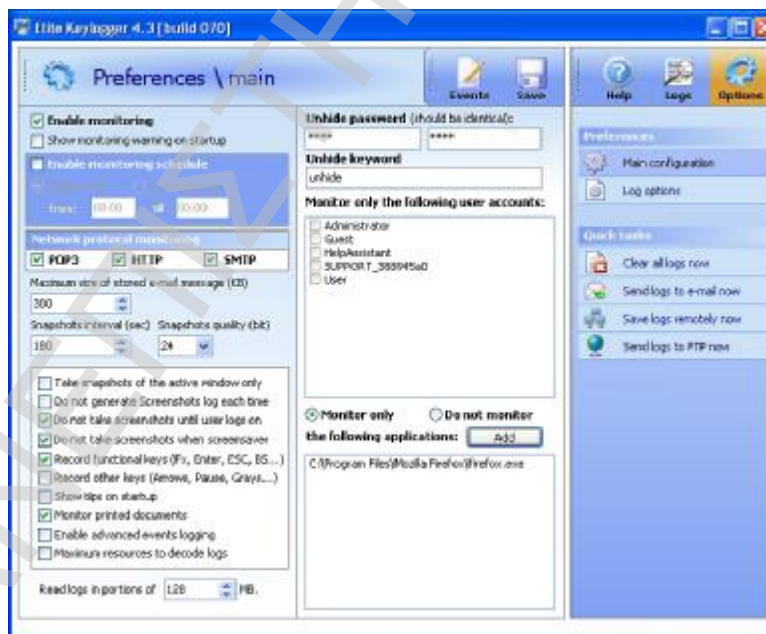 Elite Keylogger 4.3 [build 070]
Preferences \ main
Events
Save
Help
Logs
Options
Enable monitoring
Show monitoring warning on startup
Enable monitoring schedule
from: 00:00 till 00:00
Network protocol monitoring
POP3 HTTP SMTP
Maximum size of stored e-mail message (KB)
300
Snapshots interval (sec) Snapshots quality (bit)
180 24
Take snapshots of the active window only
Do not generate Screenshots log each time
Do not take screenshots until user logs on
Do not take screenshots when screensaver
Record functional keys (Fx, Enter, ESC, BS...)
Record other keys (Arrows, Pause, Grays....)
Show tips on startup
Monitor printed documents
Enable advanced events logging
Maximum resources to decode logs
Read logs in portions of 128 MB.
Unhide password (should be identical):
**** ****
Unhide keyword
unhide
Monitor only the following user accounts:
Administrator
Guest
HelpAssistant
SUPPORT_388945a0
User
Monitor only Do not monitor
the following applications: Add
C:\Program Files\Mozilla Firefox\firefox.exe
Preferences
Main configuration
Log options
Quick tasks
Clear all logs now
Send logs to e-mail now
Save logs remotely now
Send logs to FTP now